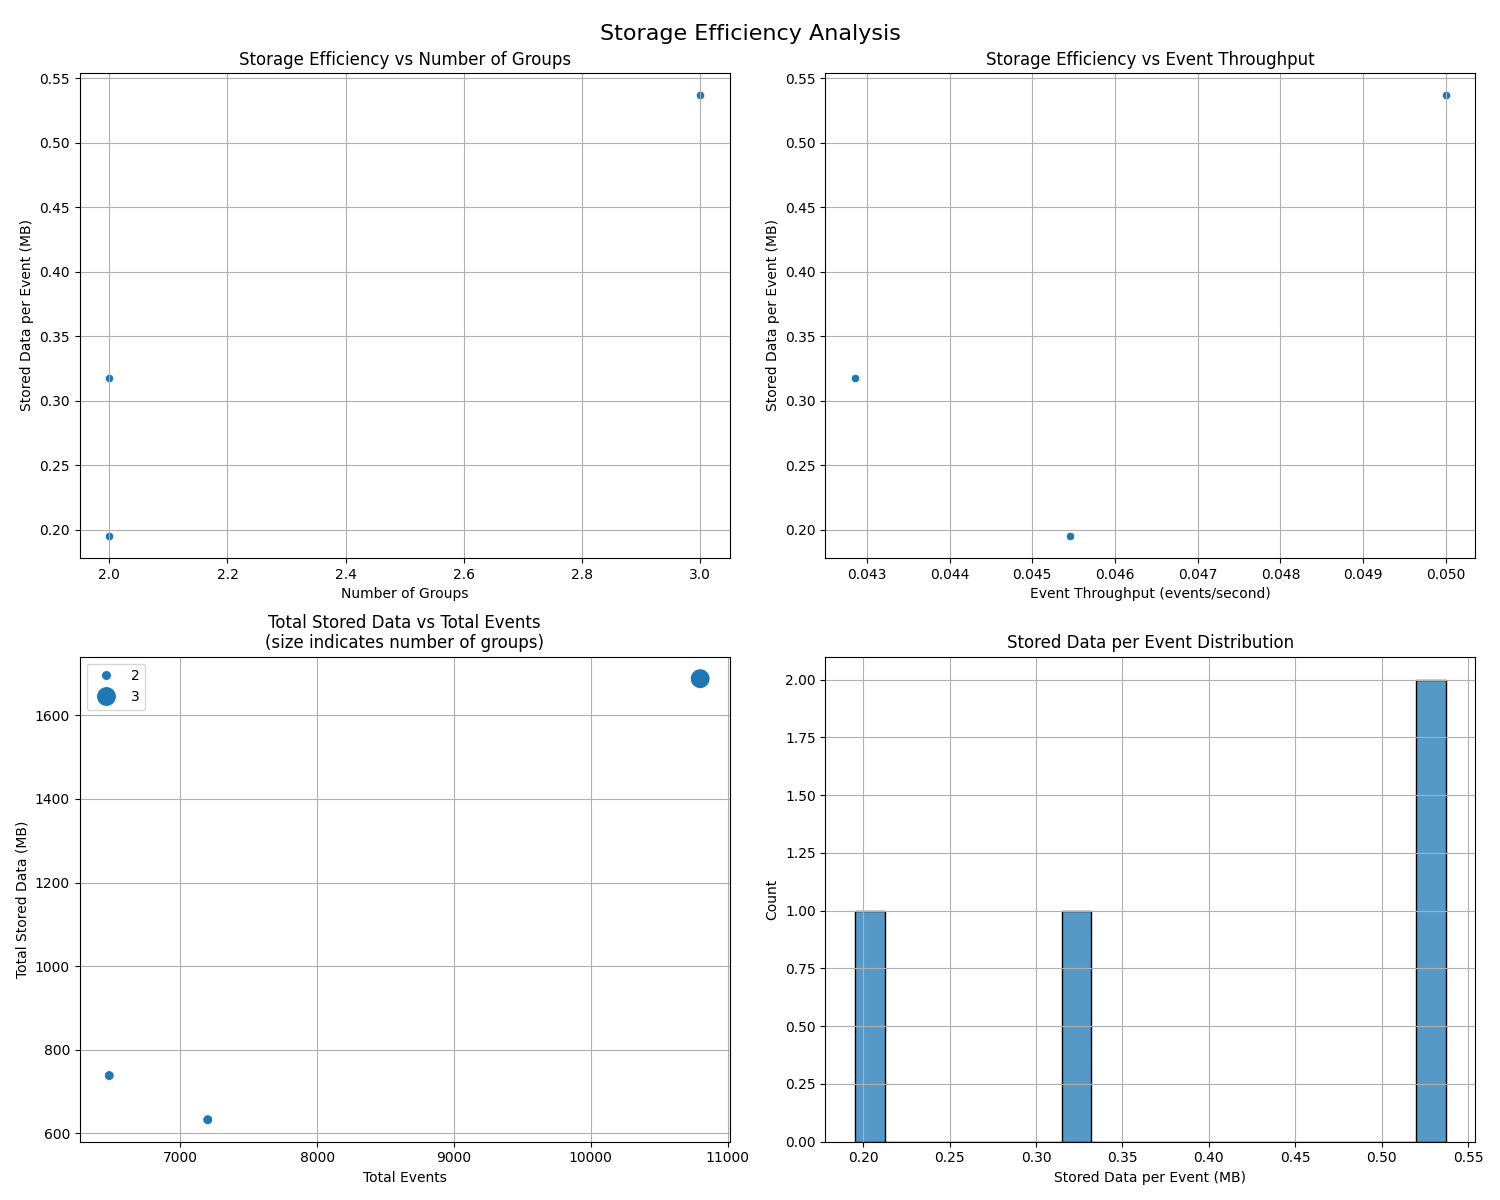 Storage Efficiency Analysis
Storage Efficiency vs Number of Groups
0.55
0.50
0.45
0.40
0.35
0.30
0.25
0.20
Stored Data per Event (MB)
2.0 2.2 2.4 2.6 2.8 3.0
Number of Groups
Storage Efficiency vs Event Throughput
0.55
0.50
0.45
0.40
0.35
0.30
0.25
0.20
Stored Data per Event (MB)
0.043 0.044 0.045 0.046 0.047 0.048 0.049 0.050
Event Throughput (events/second)
Total Stored Data vs Total Events
(size indicates number of groups)
2
3
1600
1400
1200
1000
800
600
Total Stored Data (MB)
7000 8000 9000 10000 11000
Total Events
Stored Data per Event Distribution
2.00
1.75
1.50
1.25
1.00
0.75
0.50
0.25
0.00
Count
0.20 0.25 0.30 0.35 0.40 0.45 0.50 0.55
Stored Data per Event (MB)